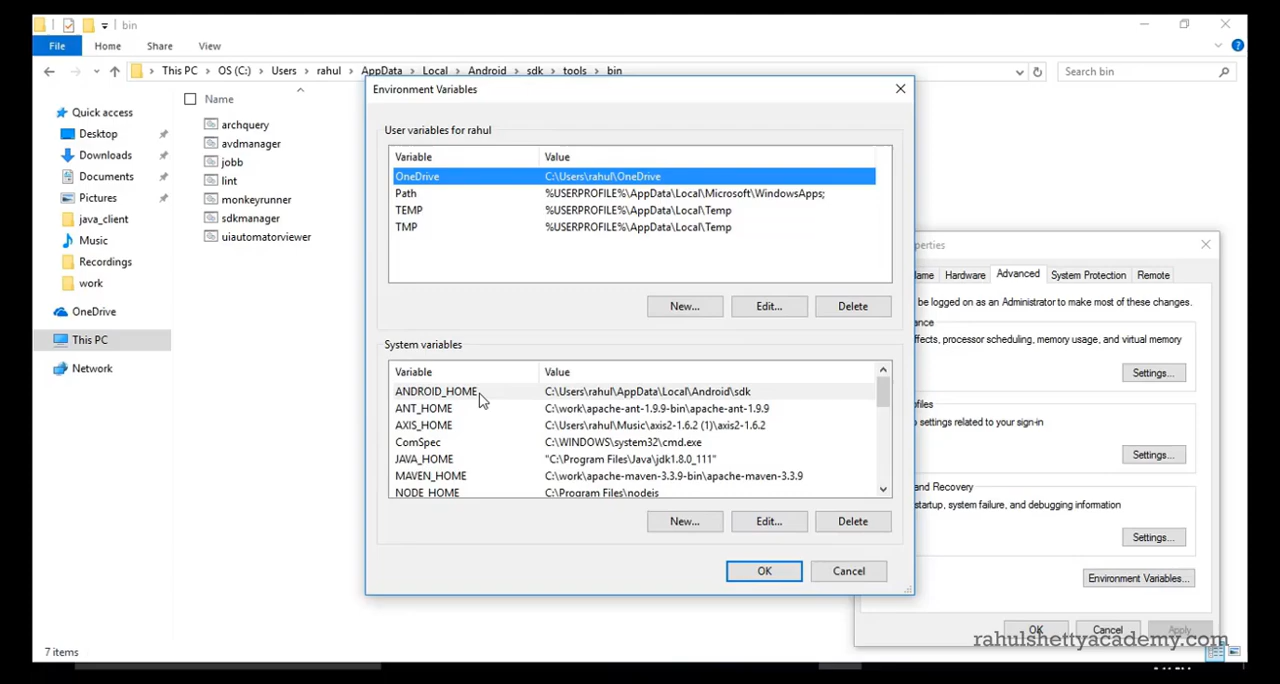 bin
File Home Share View
This PC OS (C:) Users rahul AppData Local Android sdk tools bin
Search bin
Quick access
Desktop
Downloads
Documents
Pictures
java_client
Music
Recordings
work
OneDrive
This PC
Network
Name
archquery
avdmanager
jobb
lint
monkeyrunner
sdkmanager
uiautomatorviewer
7 items
Environment Variables
User variables for rahul
Variable Value
OneDrive C:\Users\rahul\OneDrive
Path %USERPROFILE%\AppData\Local\Microsoft\WindowsApps;
TEMP %USERPROFILE%\AppData\Local\Temp
TMP %USERPROFILE%\AppData\Local\Temp
New... Edit... Delete
System variables
Variable Value
ANDROID_HOME C:\Users\rahul\AppData\Local\Android\sdk
ANT_HOME C:\work\apache-ant-1.9.9-bin\apache-ant-1.9.9
AXIS_HOME C:\Users\rahul\Music\axis2-1.6.2 (1)\axis2-1.6.2
ComSpec C:\WINDOWS\system32\cmd.exe
JAVA_HOME "C:\Program Files\Java\jdk1.8.0_111"
MAVEN_HOME C:\work\apache-maven-3.3.9-bin\apache-maven-3.3.9
NODE_HOME C:\Program Files\nodejs
New... Edit... Delete
OK Cancel
perties
ame Hardware Advanced System Protection Remote
be logged on as an Administrator to make most of these changes.
ance
ffects, processor scheduling, memory usage, and virtual memory
Settings...
ofiles
settings related to your sign-in
Settings...
and Recovery
startup, system failure, and debugging information
Settings...
Environment Variables...
OK Cancel Apply
rahulshettyacademy.com